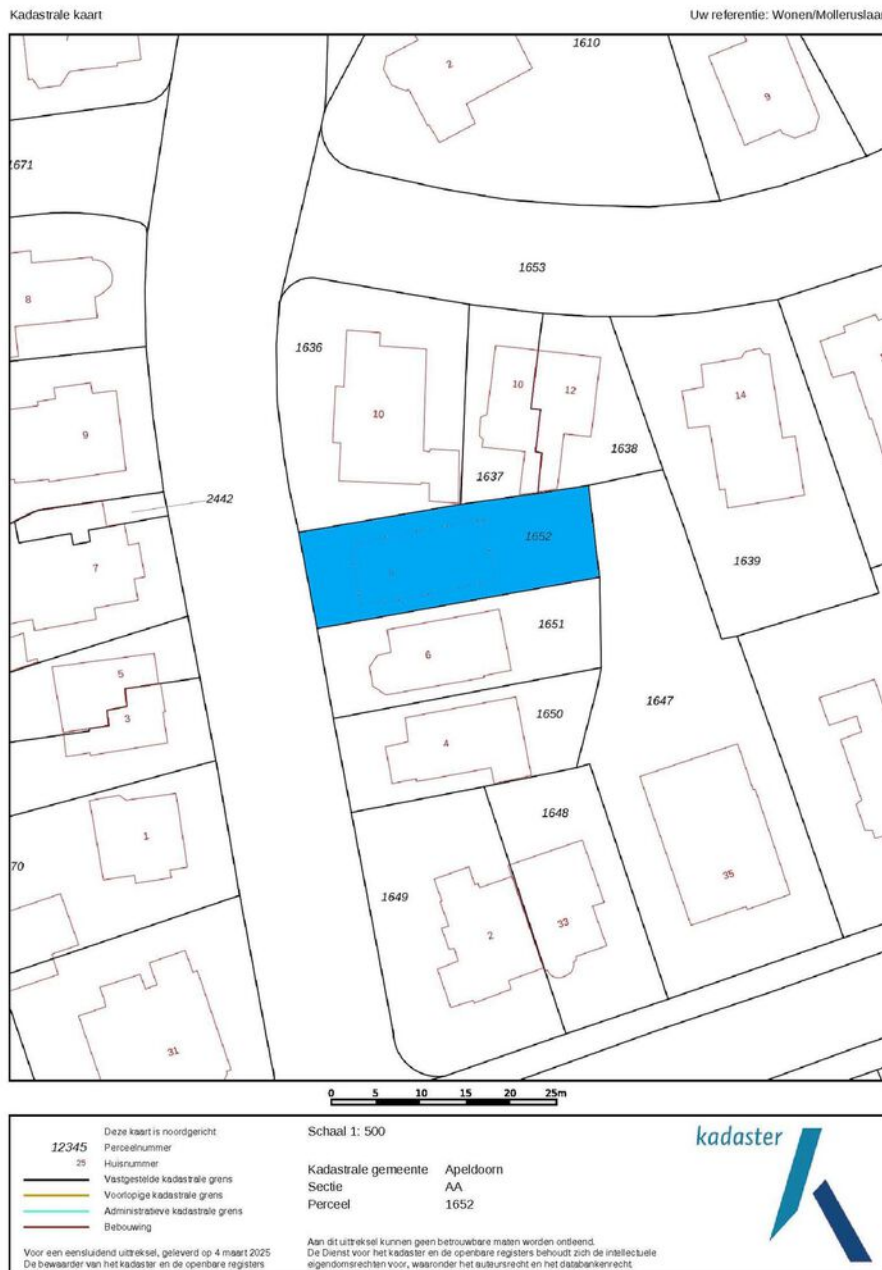 Kadastrale kaart
Uw referentie: Wonen/Molleruslaan
2
1610
9
1671
8
1653
1636
10
10
12
14
9
1637
1638
2442
1652
1639
7
1651
6
5
3
1650
4
1647
1
1648
70
1649
2
33
35
31
0 5 10 15 20 25m
Deze kaart is noordgericht
12345 Perceelnummer
25 Huisnummer
Vastgestelde kadastrale grens
Voorlopige kadastrale grens
Administratieve kadastrale grens
Bebouwing
Voor een eensluidend uittreksel, geleverd op 4 maart 2025
De bewaarder van het kadaster en de openbare registers
Schaal 1: 500
Kadastrale gemeente Apeldoorn
Sectie AA
Perceel 1652
Aan dit uittreksel kunnen geen betrouwbare maten worden ontleend.
De Dienst voor het kadaster en de openbare registers behoudt zich de intellectuele
eigendomsrechten voor, waaronder het auteursrecht en het databankenrecht.
kadaster